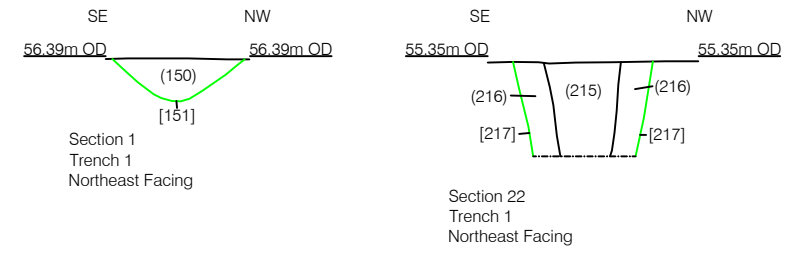 SE NW
56.39m OD 56.39m OD
(150)
[151]
Section 1
Trench 1
Northeast Facing
SE NW
55.35m OD 55.35m OD
(216) (215) (216)
[217] [217]
Section 22
Trench 1
Northeast Facing